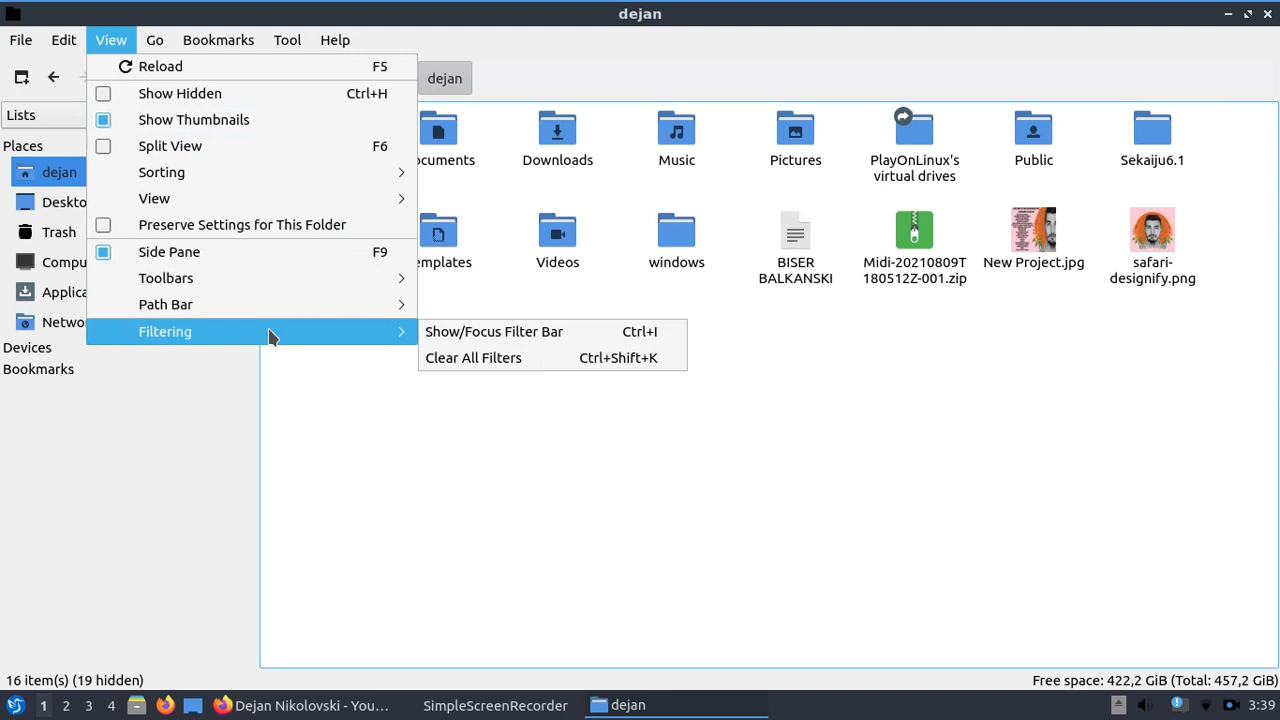 dejan
File Edit View Go Bookmarks Tool Help
Reload F5
Show Hidden Ctrl+H
Show Thumbnails
Split View F6
Sorting
View
Preserve Settings for This Folder
Side Pane F9
Toolbars
Path Bar
Filtering
Show/Focus Filter Bar Ctrl+I
Clear All Filters Ctrl+Shift+K
dejan
Lists
Places
dejan
Deskto
Trash
Compu
Applica
Netwo
Devices
Bookmarks
ocuments Downloads Music Pictures PlayOnLinux's Public Sekaiju6.1
virtual drives
emplates Videos windows BISER Midi-20210809T New Project.jpg safari-
BALKANSKI 180512Z-001.zip designify.png
16 item(s) (19 hidden) Free space: 422,2 GiB (Total: 457,2 GiB)
1 2 3 4 Dejan Nikolovski - You... SimpleScreenRecorder dejan 3:39